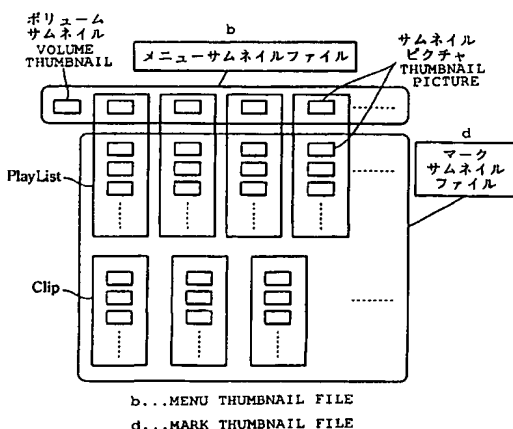 ボリューム
サムネイル
VOLUME
THUMBNAIL
b
メニューサムネイルファイル
サムネイル
ピクチャ
THUMBNAIL
PICTURE
d
マーク
サムネイル
ファイル
PlayList
Clip
b...MENU THUMBNAIL FILE
d...MARK THUMBNAIL FILE